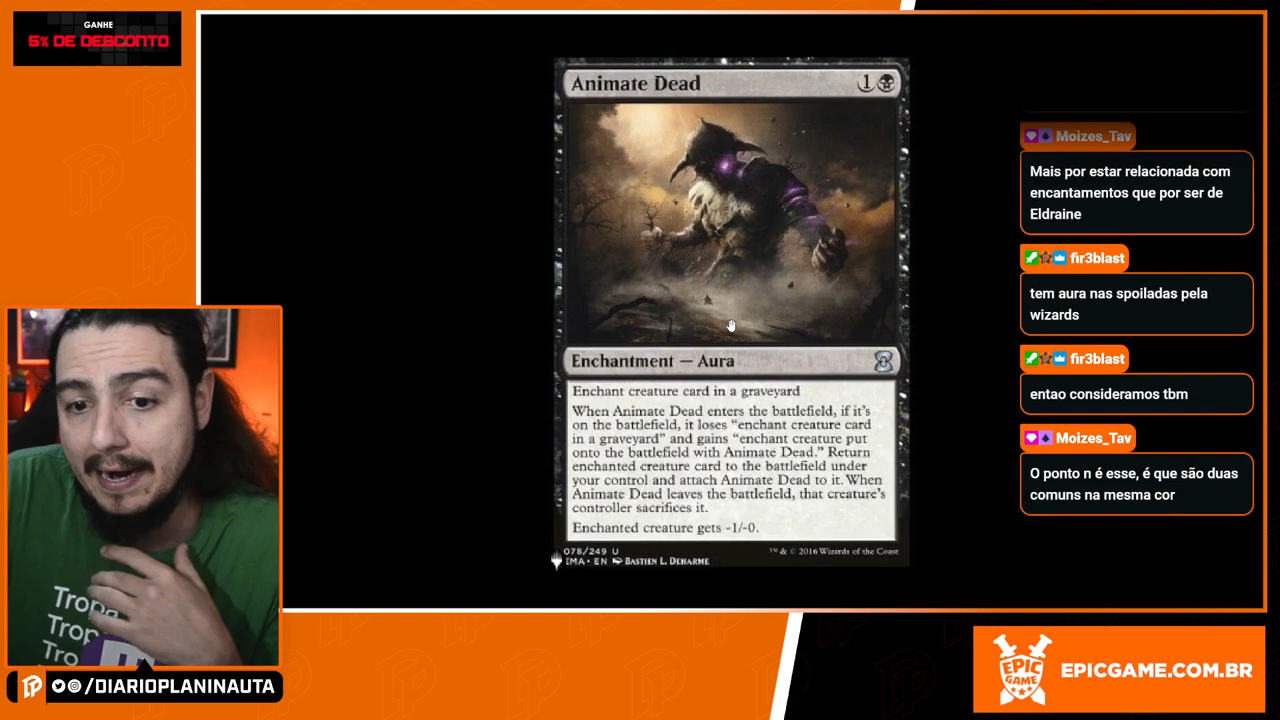 GANHE
5% DE DESCONTO
Animate Dead
1
Enchantment — Aura
Enchant creature card in a graveyard
When Animate Dead enters the battlefield, if it's
on the battlefield, it loses “enchant creature card
in a graveyard” and gains “enchant creature put
onto the battlefield with Animate Dead.” Return
enchanted creature card to the battlefield under
your control and attach Animate Dead to it. When
Animate Dead leaves the battlefield, that creature's
controller sacrifices it.
Enchanted creature gets -1/-0.
078/249 U
EMA • EN BASTIEN L. DEHARME
™ & © 2016 Wizards of the Coast
Moizes_Tav
Mais por estar relacionada com
encantamentos que por ser de
Eldraine
fir3blast
tem aura nas spoiladas pela
wizards
fir3blast
entao consideramos tbm
Moizes_Tav
O ponto n é esse, é que são duas
comuns na mesma cor
Tropa
Trop
Tro
/DIARIOPLANINAUTA
EPIC
GAME
EPICGAME.COM.BR